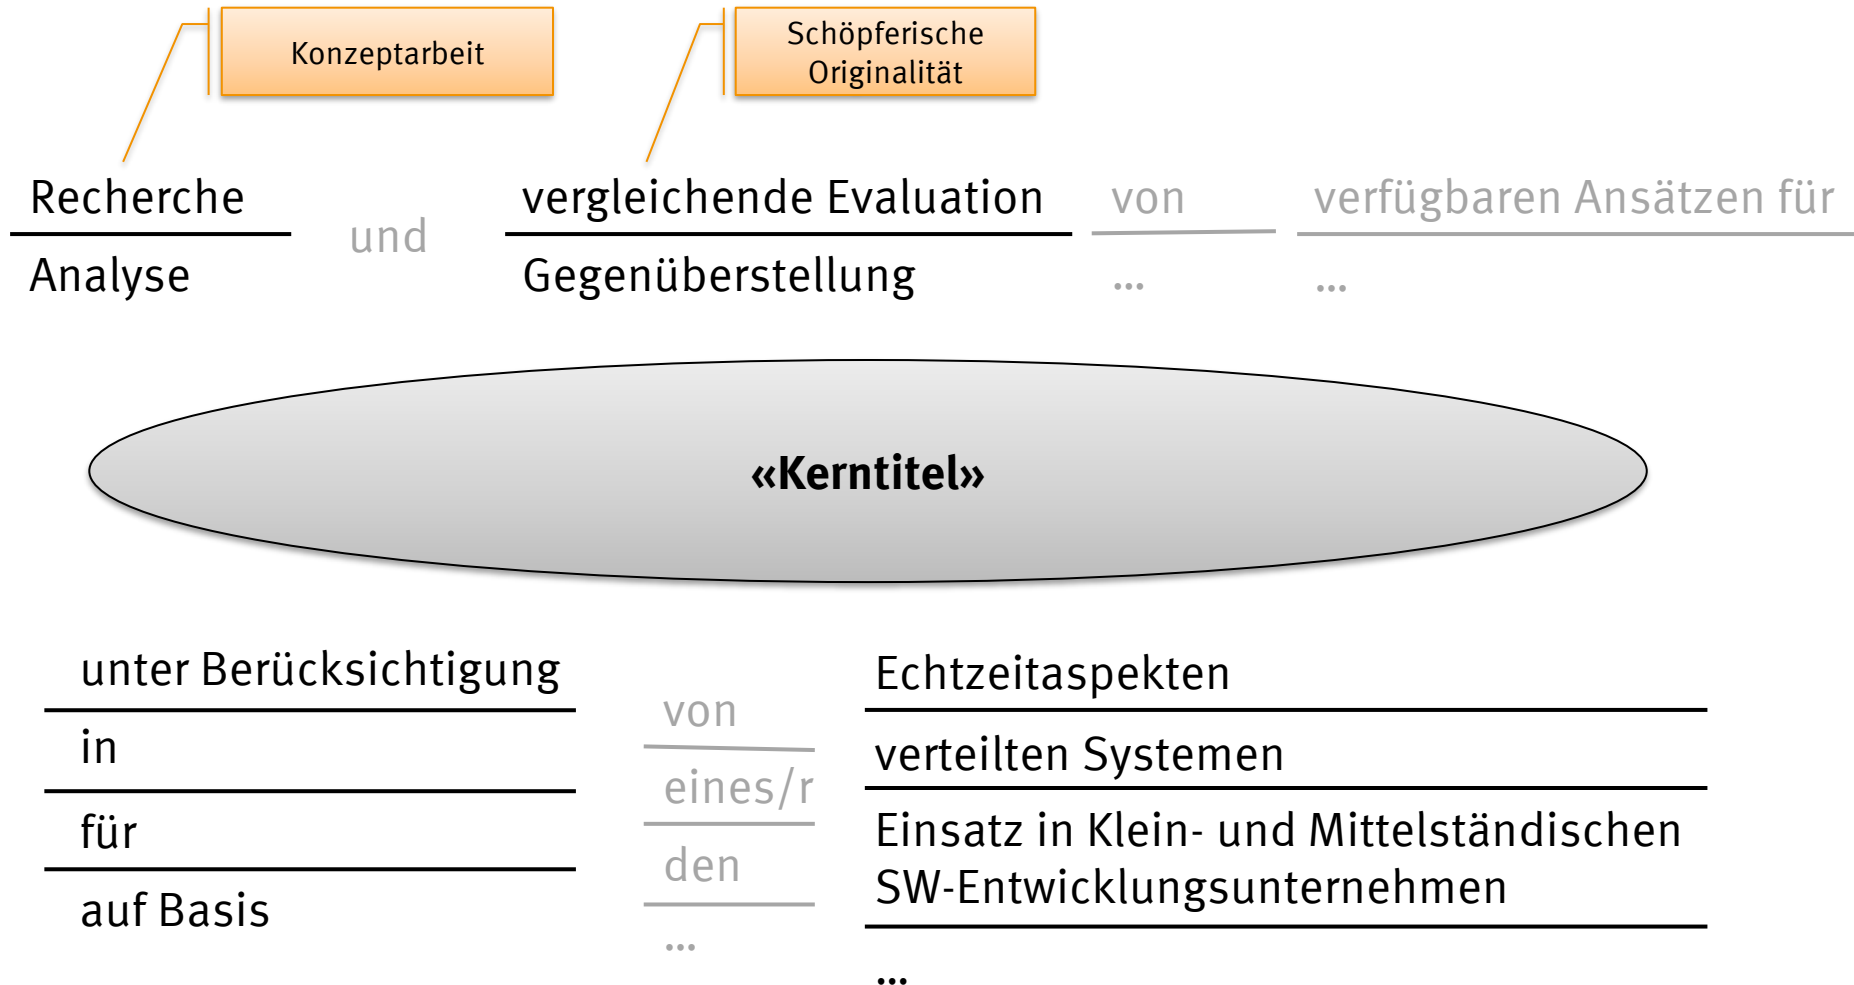 Konzeptarbeit
Schöpferische
Originalität
Recherche
Analyse
und
vergleichende Evaluation
Gegenüberstellung
von
…
verfügbaren Ansätzen für
…
«Kerntitel»
unter Berücksichtigung
in
für
auf Basis
von
eines/r
den
…
Echtzeitaspekten
verteilten Systemen
Einsatz in Klein- und Mittelständischen
SW-Entwicklungsunternehmen
…